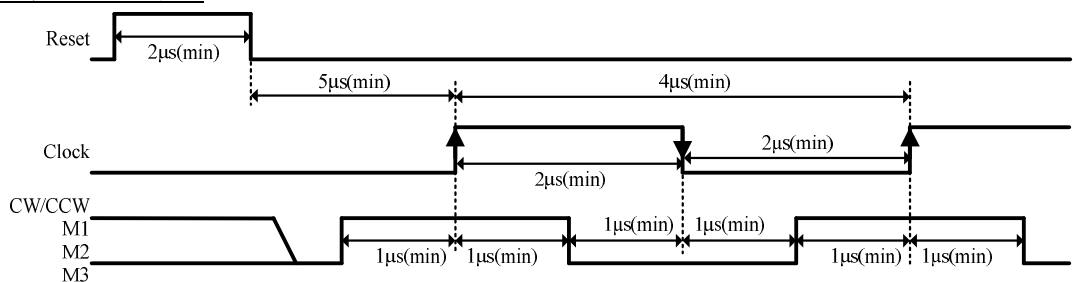 Reset
2μs(min)
5μs(min)
4μs(min)
Clock
2μs(min)
2μs(min)
CW/CCW
M1
M2
M3
1μs(min)
1μs(min)
1μs(min)
1μs(min)
1μs(min)
1μs(min)